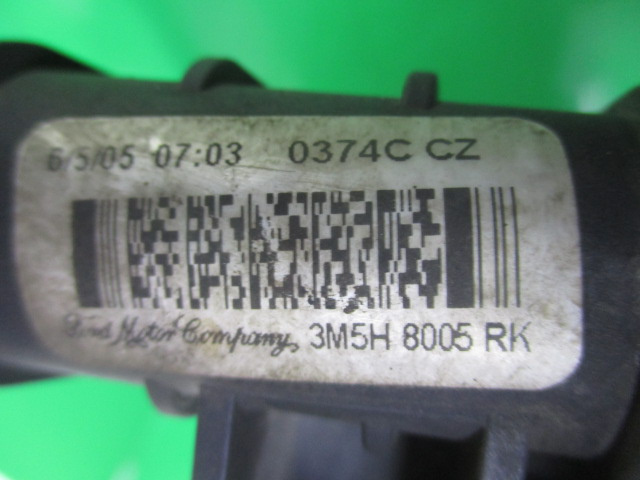 6/5/05 07:03 0374C CZ
Ford Motor Company, 3M5H 8005 RK